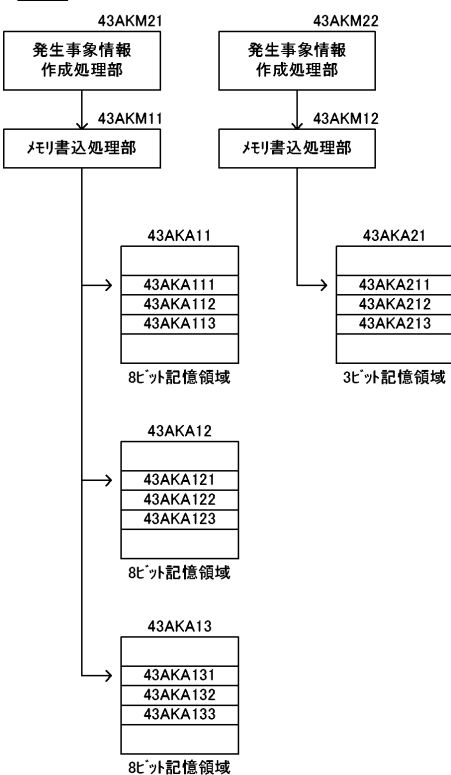 43AKM21
発生事象情報
作成処理部
43AKM22
発生事象情報
作成処理部
43AKM11
メモリ書込処理部
43AKM12
メモリ書込処理部
43AKA11
43AKA111
43AKA112
43AKA113
8ビット記憶領域
43AKA21
43AKA211
43AKA212
43AKA213
3ビット記憶領域
43AKA12
43AKA121
43AKA122
43AKA123
8ビット記憶領域
43AKA13
43AKA131
43AKA132
43AKA133
8ビット記憶領域